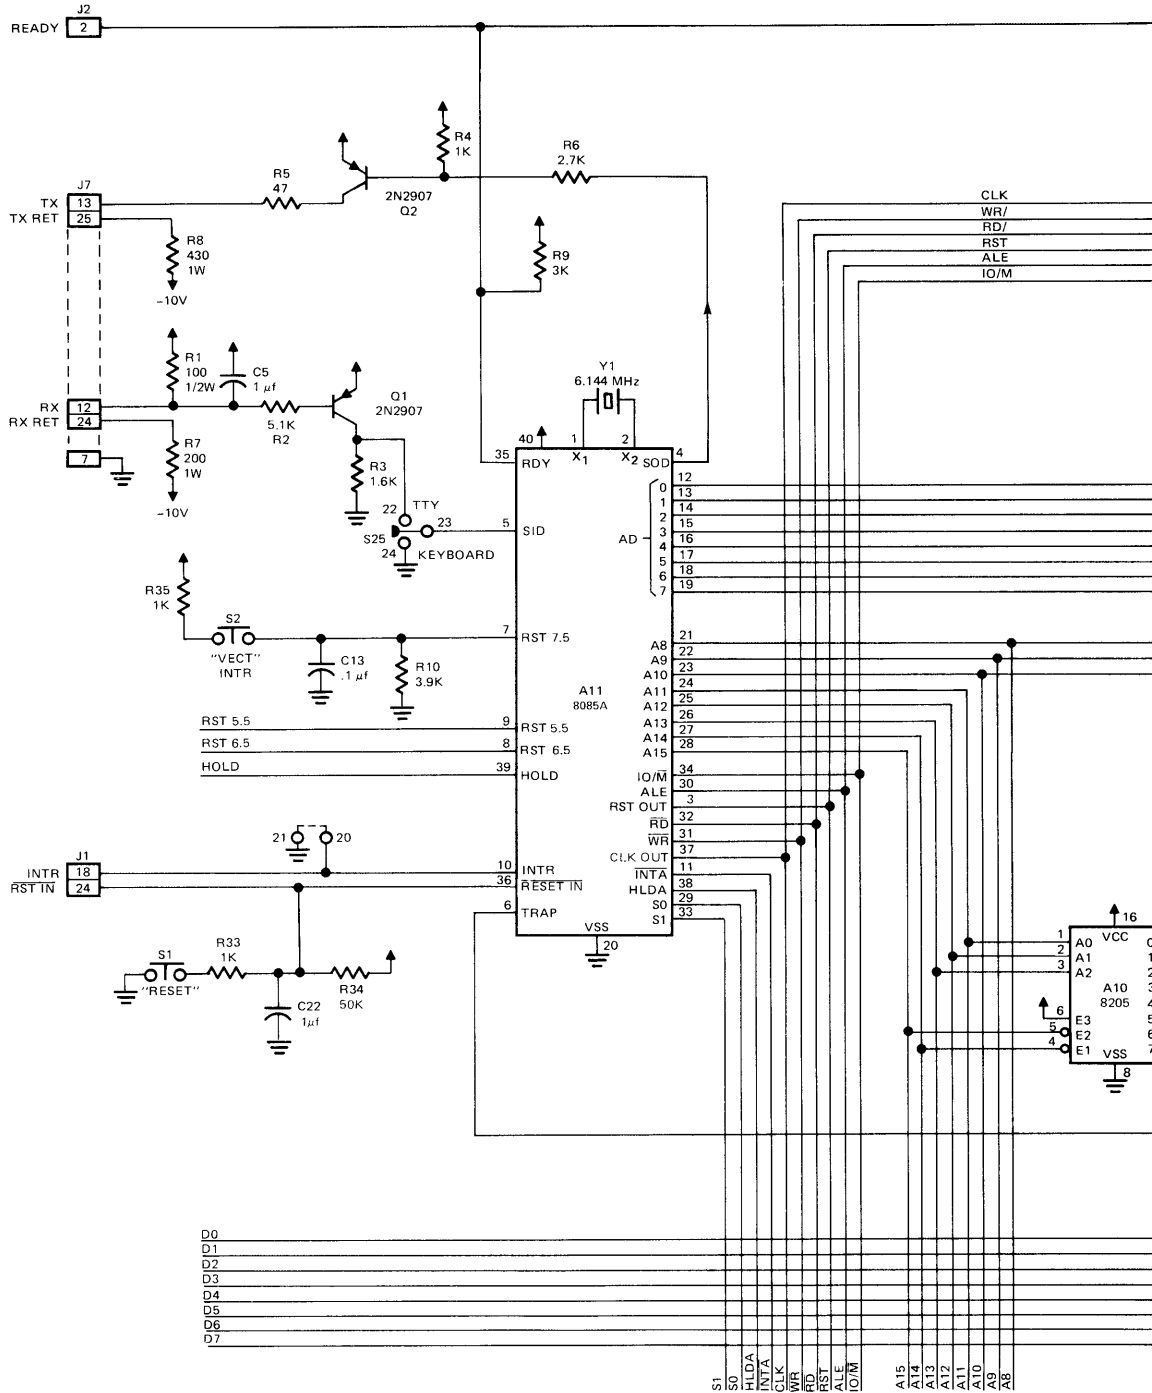 J2
READY 2
R4
1K
R6
2.7K
R5
47
2N2907
Q2
J7
TX 13
TX RET 25
CLK
WR/
RD/
RST
ALE
IO/M
R8
430
1W
-10V
R9
3K
R1
100
1/2W
C5
1 µf
Y1
6.144 MHz
Q1
2N2907
RX 12
RX RET 24
5.1K
R2
7
R7
200
1W
-10V
R3
1.6K
40
1
2
X1
X2
35 RDY
SOD 4
22 TTY
23
S25
24 KEYBOARD
5 SID
AD
0 12
1 13
2 14
3 15
4 16
5 17
6 18
7 19
R35
1K
S2
"VECT"
INTR
C13
.1 µf
R10
3.9K
7 RST 7.5
A11
8085A
A8 21
A9 22
A10 23
A11 24
A12 25
A13 26
A14 27
A15 28
RST 5.5 9 RST 5.5
RST 6.5 8 RST 6.5
HOLD 39 HOLD
IO/M̅ 34
ALE 30
RST OUT 3
R̅D̅ 32
W̅R̅ 31
CLK OUT 37
I̅N̅T̅A̅ 11
HLDA 38
S0 29
S1 33
21 20
J1
INTR 18
R̅S̅T̅ I̅N̅ 24
10 INTR
36 R̅E̅S̅E̅T̅ I̅N̅
6 TRAP
VSS
20
S1
"RESET"
R33
1K
R34
50K
C22
1µf
16
VCC
1 A0
2 A1
3 A2
A10
8205
6 E3
5 E2
4 E1
VSS
8
0
1
2
3
4
5
6
7
D0
D1
D2
D3
D4
D5
D6
D7
S1
S0
HLDA
INTA
CLK
WR
RD
RST
ALE
IO/M
A15
A14
A13
A12
A11
A10
A9
A8